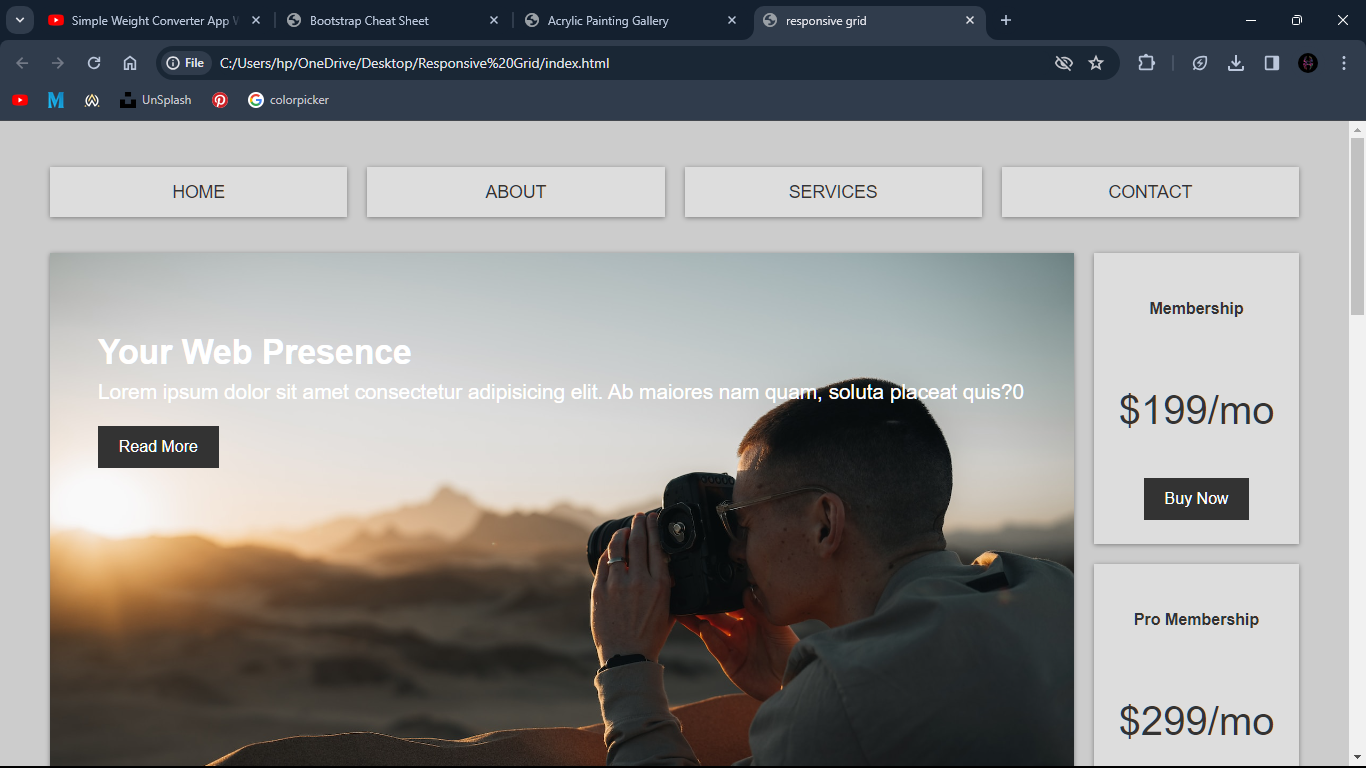 Simple Weight Converter App
Bootstrap Cheat Sheet
Acrylic Painting Gallery
responsive grid
File
C:/Users/hp/OneDrive/Desktop/Responsive%20Grid/index.html
UnSplash
colorpicker
HOME
ABOUT
SERVICES
CONTACT
Your Web Presence
Lorem ipsum dolor sit amet consectetur adipisicing elit. Ab maiores nam quam, soluta placeat quis?0
Read More
Membership
$199/mo
Buy Now
Pro Membership
$299/mo